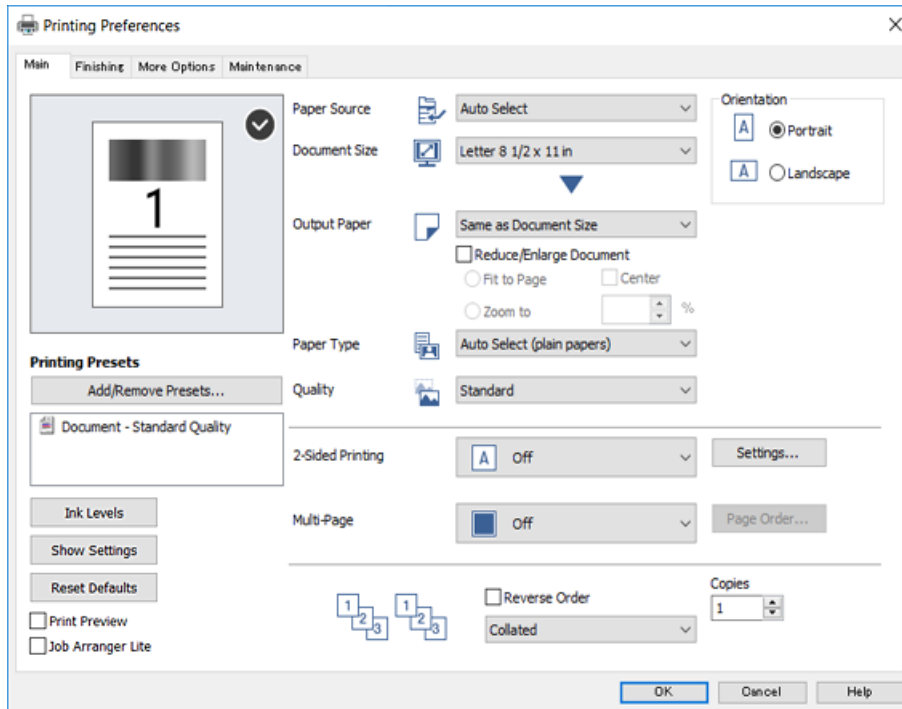 Printing Preferences
Main Finishing More Options Maintenance
1
Printing Presets
Add/Remove Presets...
Document - Standard Quality
Ink Levels
Show Settings
Reset Defaults
Print Preview
Job Arranger Lite
Paper Source Auto Select
Document Size Letter 8 1/2 x 11 in
Output Paper Same as Document Size
Reduce/Enlarge Document
Fit to Page Center
Zoom to %
Paper Type Auto Select (plain papers)
Quality Standard
Orientation
A Portrait
A Landscape
2-Sided Printing A Off Settings...
Multi-Page Off Page Order...
1 2 3 1 2 3
Reverse Order
Collated
Copies
1
OK Cancel Help